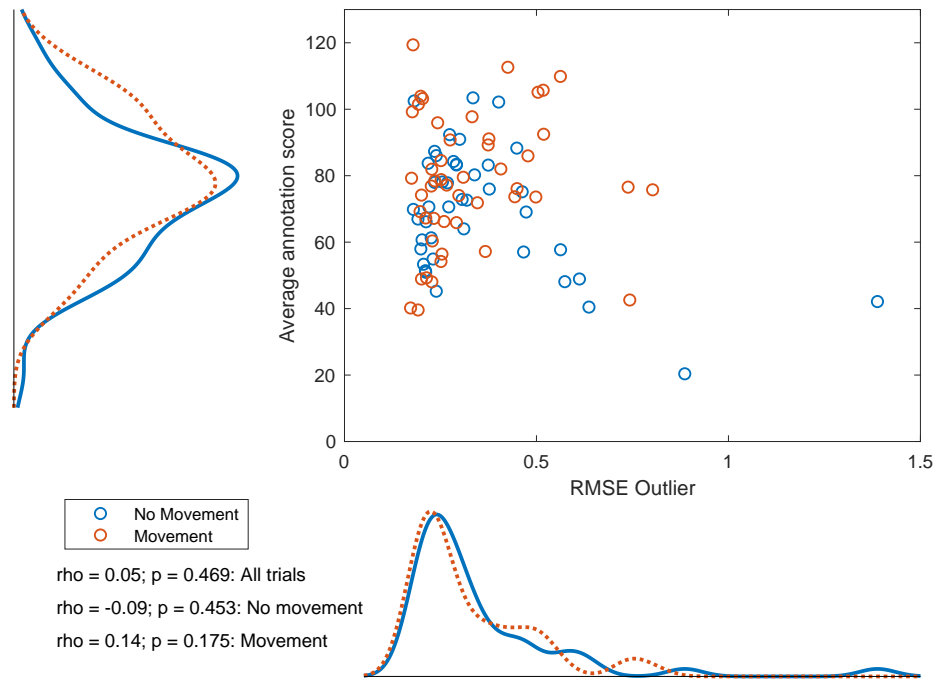 120
100
80
60
40
20
0
Average annotation score
0
0.5
1
1.5
RMSE Outlier
No Movement
Movement
rho = 0.05; p = 0.469: All trials
rho = -0.09; p = 0.453: No movement
rho = 0.14; p = 0.175: Movement